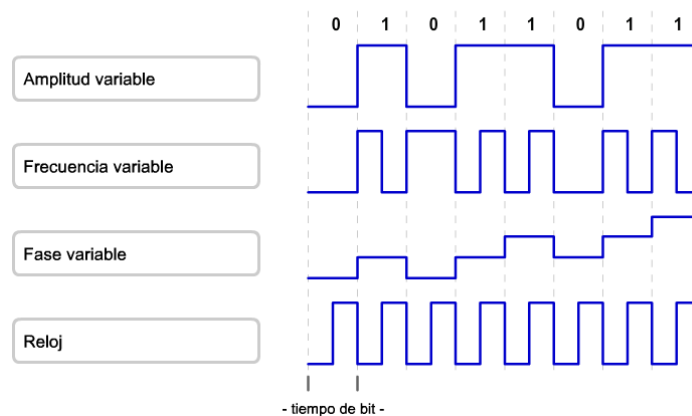 0 1 0 1 1 0 1 1
Amplitud variable
Frecuencia variable
Fase variable
Reloj
- tiempo de bit -